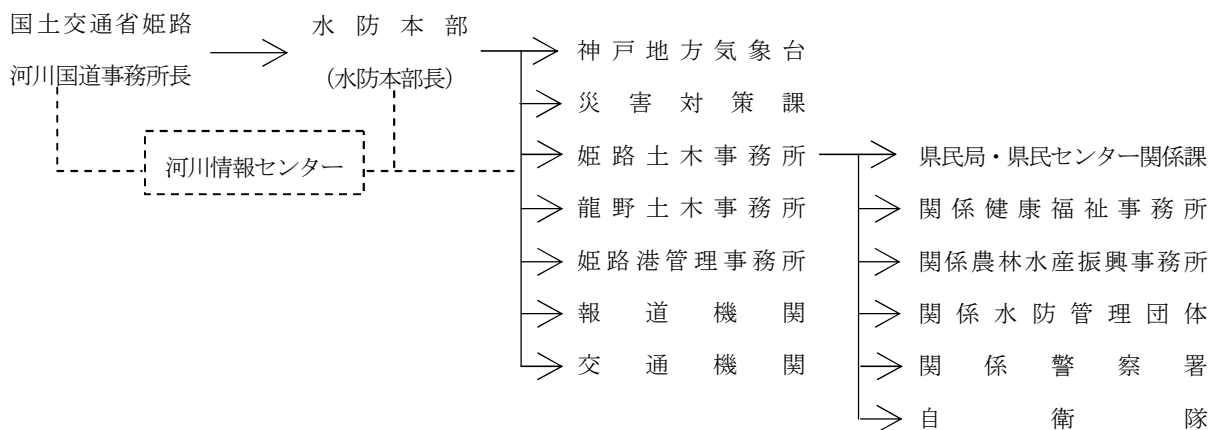 国土交通省姫路
河川国道事務所長
水防本部
(水防本部長)
河川情報センター
神戸地方気象台
災害対策課
姫路土木事務所
龍野土木事務所
姫路港管理事務所
報道機関
交通機関
県民局・県民センター関係課
関係健康福祉事務所
関係農林水産振興事務所
関係水防管理団体
関係警察署
自衛隊